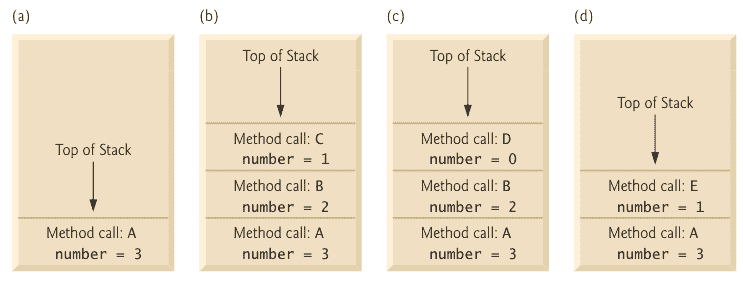 (a)
Top of Stack
Method call: A
number = 3
(b)
Top of Stack
Method call: C
number = 1
Method call: B
number = 2
Method call: A
number = 3
(c)
Top of Stack
Method call: D
number = 0
Method call: B
number = 2
Method call: A
number = 3
(d)
Top of Stack
Method call: E
number = 1
Method call: A
number = 3